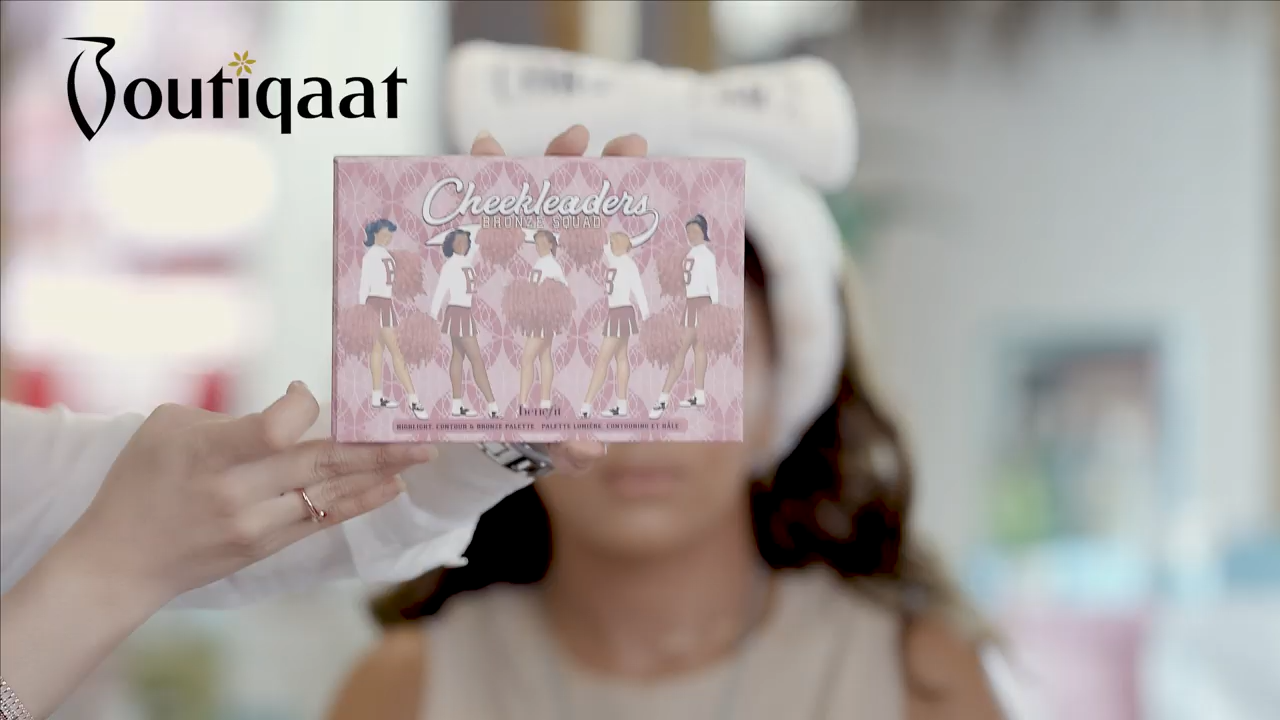 Boutiqaat
Cheekleaders
BRONZE SQUAD
benefit
HIGHLIGHT, CONTOUR & BRONZE PALETTE PALETTE LUMIÈRE, CONTOURING ET HÂLE